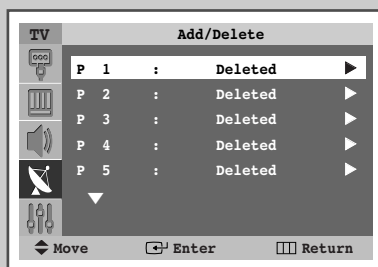 TV Add/Delete
P 1 : Deleted
P 2 : Deleted
P 3 : Deleted
P 4 : Deleted
P 5 : Deleted
Move Enter Return